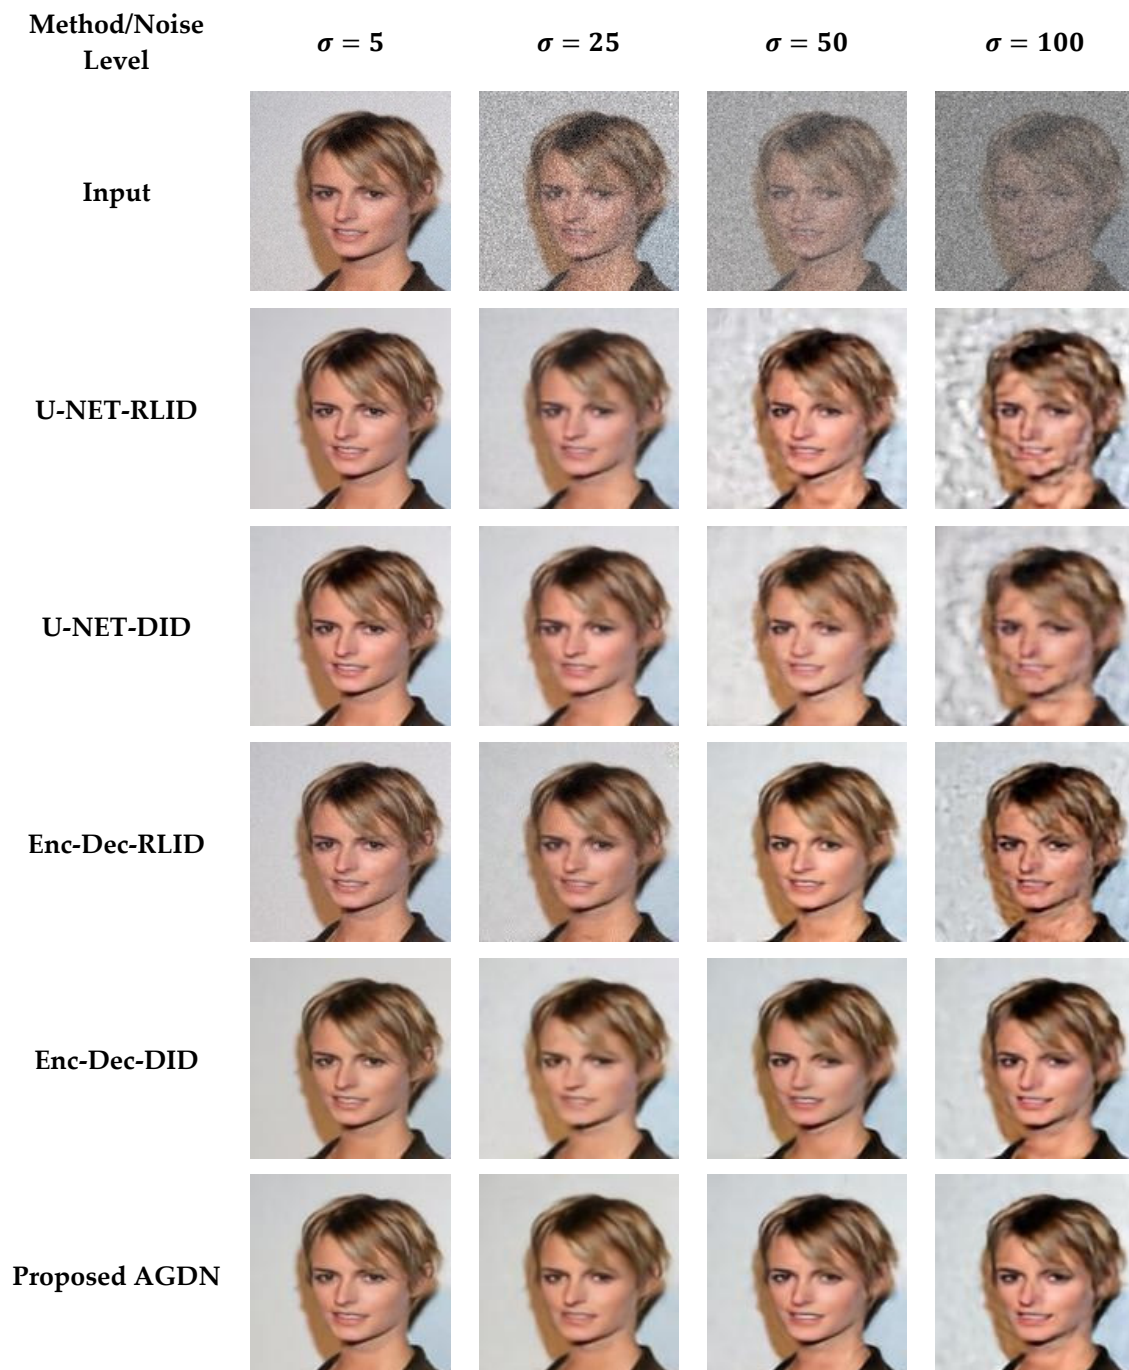 Method/Noise
Level
σ = 5
σ = 25
σ = 50
σ = 100
Input
U-NET-RLID
U-NET-DID
Enc-Dec-RLID
Enc-Dec-DID
Proposed AGDN